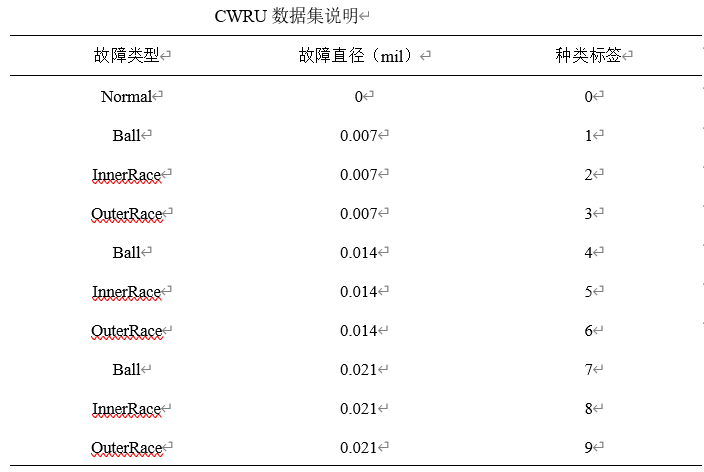 CWRU 数据集说明
故障类型 故障直径（mil） 种类标签
Normal 0 0
Ball 0.007 1
InnerRace 0.007 2
OuterRace 0.007 3
Ball 0.014 4
InnerRace 0.014 5
OuterRace 0.014 6
Ball 0.021 7
InnerRace 0.021 8
OuterRace 0.021 9